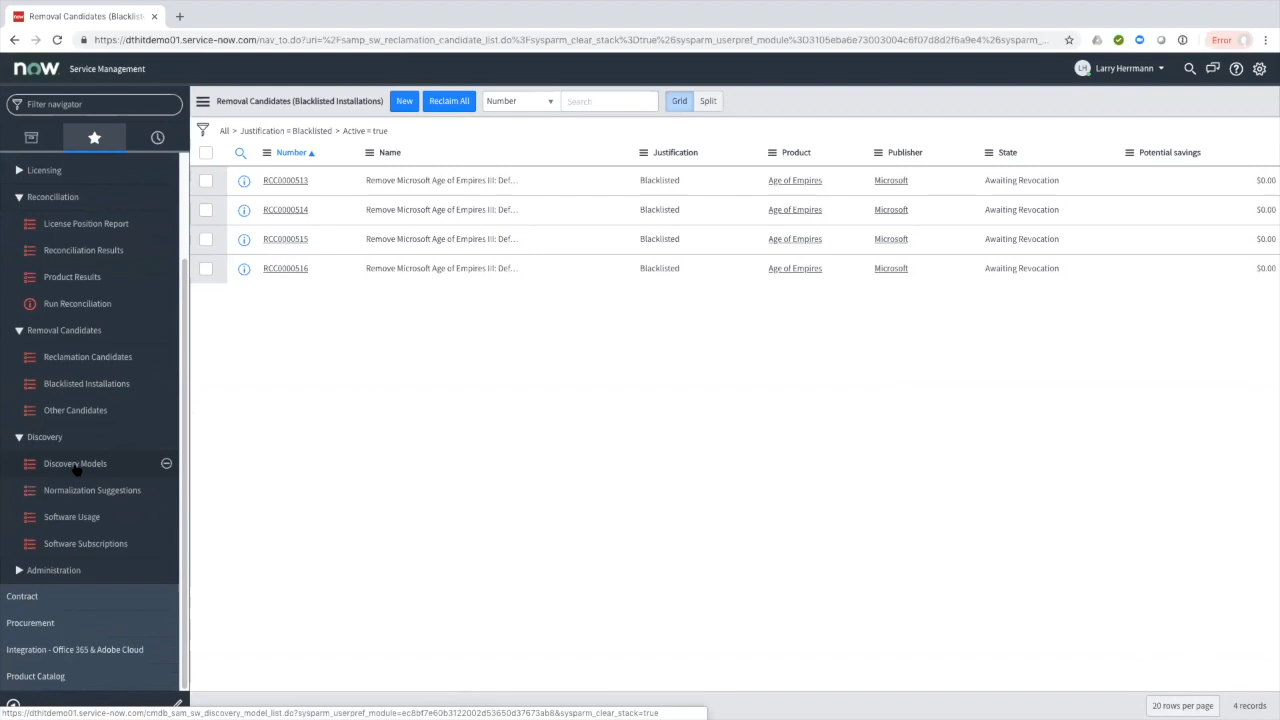 Removal Candidates (Blacklist
https://dthitdemo01.service-now.com/nav_to.do?uri=%2Fsamp_sw_reclamation_candidate_list.do%3Fsysparm_clear_stack%3Dtrue%26sysparm_userpref_module%3D3105eba6e73003004c6f07d8d2f6a9e4%26sysparm_...
Error
now Service Management
Larry Herrmann
Filter navigator
Removal Candidates (Blacklisted Installations) New Reclaim All Number Search Grid Split
All > Justification = Blacklisted > Active = true
Number Name Justification Product Publisher State Potential savings
RCC0000513 Remove Microsoft Age of Empires III: Def... Blacklisted Age of Empires Microsoft Awaiting Revocation $0.00
RCC0000514 Remove Microsoft Age of Empires III: Def... Blacklisted Age of Empires Microsoft Awaiting Revocation $0.00
RCC0000515 Remove Microsoft Age of Empires III: Def... Blacklisted Age of Empires Microsoft Awaiting Revocation $0.00
RCC0000516 Remove Microsoft Age of Empires III: Def... Blacklisted Age of Empires Microsoft Awaiting Revocation $0.00
Licensing
Reconciliation
License Position Report
Reconciliation Results
Product Results
Run Reconciliation
Removal Candidates
Reclamation Candidates
Blacklisted Installations
Other Candidates
Discovery
Discovery Models
Normalization Suggestions
Software Usage
Software Subscriptions
Administration
Contract
Procurement
Integration - Office 365 & Adobe Cloud
Product Catalog
20 rows per page 4 records
https://dthitdemo01.service-now.com/cmdb_sam_sw_discovery_model_list.do?sysparm_userpref_module=ec8bf7e60b3122002d53650d37673ab8&sysparm_clear_stack=true